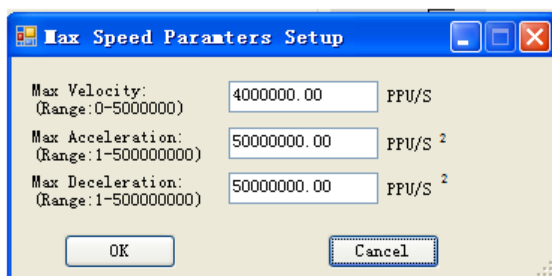 Max Speed Paramters Setup
Max Velocity:
(Range:0-5000000)
4000000.00
PPU/S
Max Acceleration:
(Range:1-500000000)
50000000.00
PPU/S 2
Max Deceleration:
(Range:1-500000000)
50000000.00
PPU/S 2
OK
Cancel